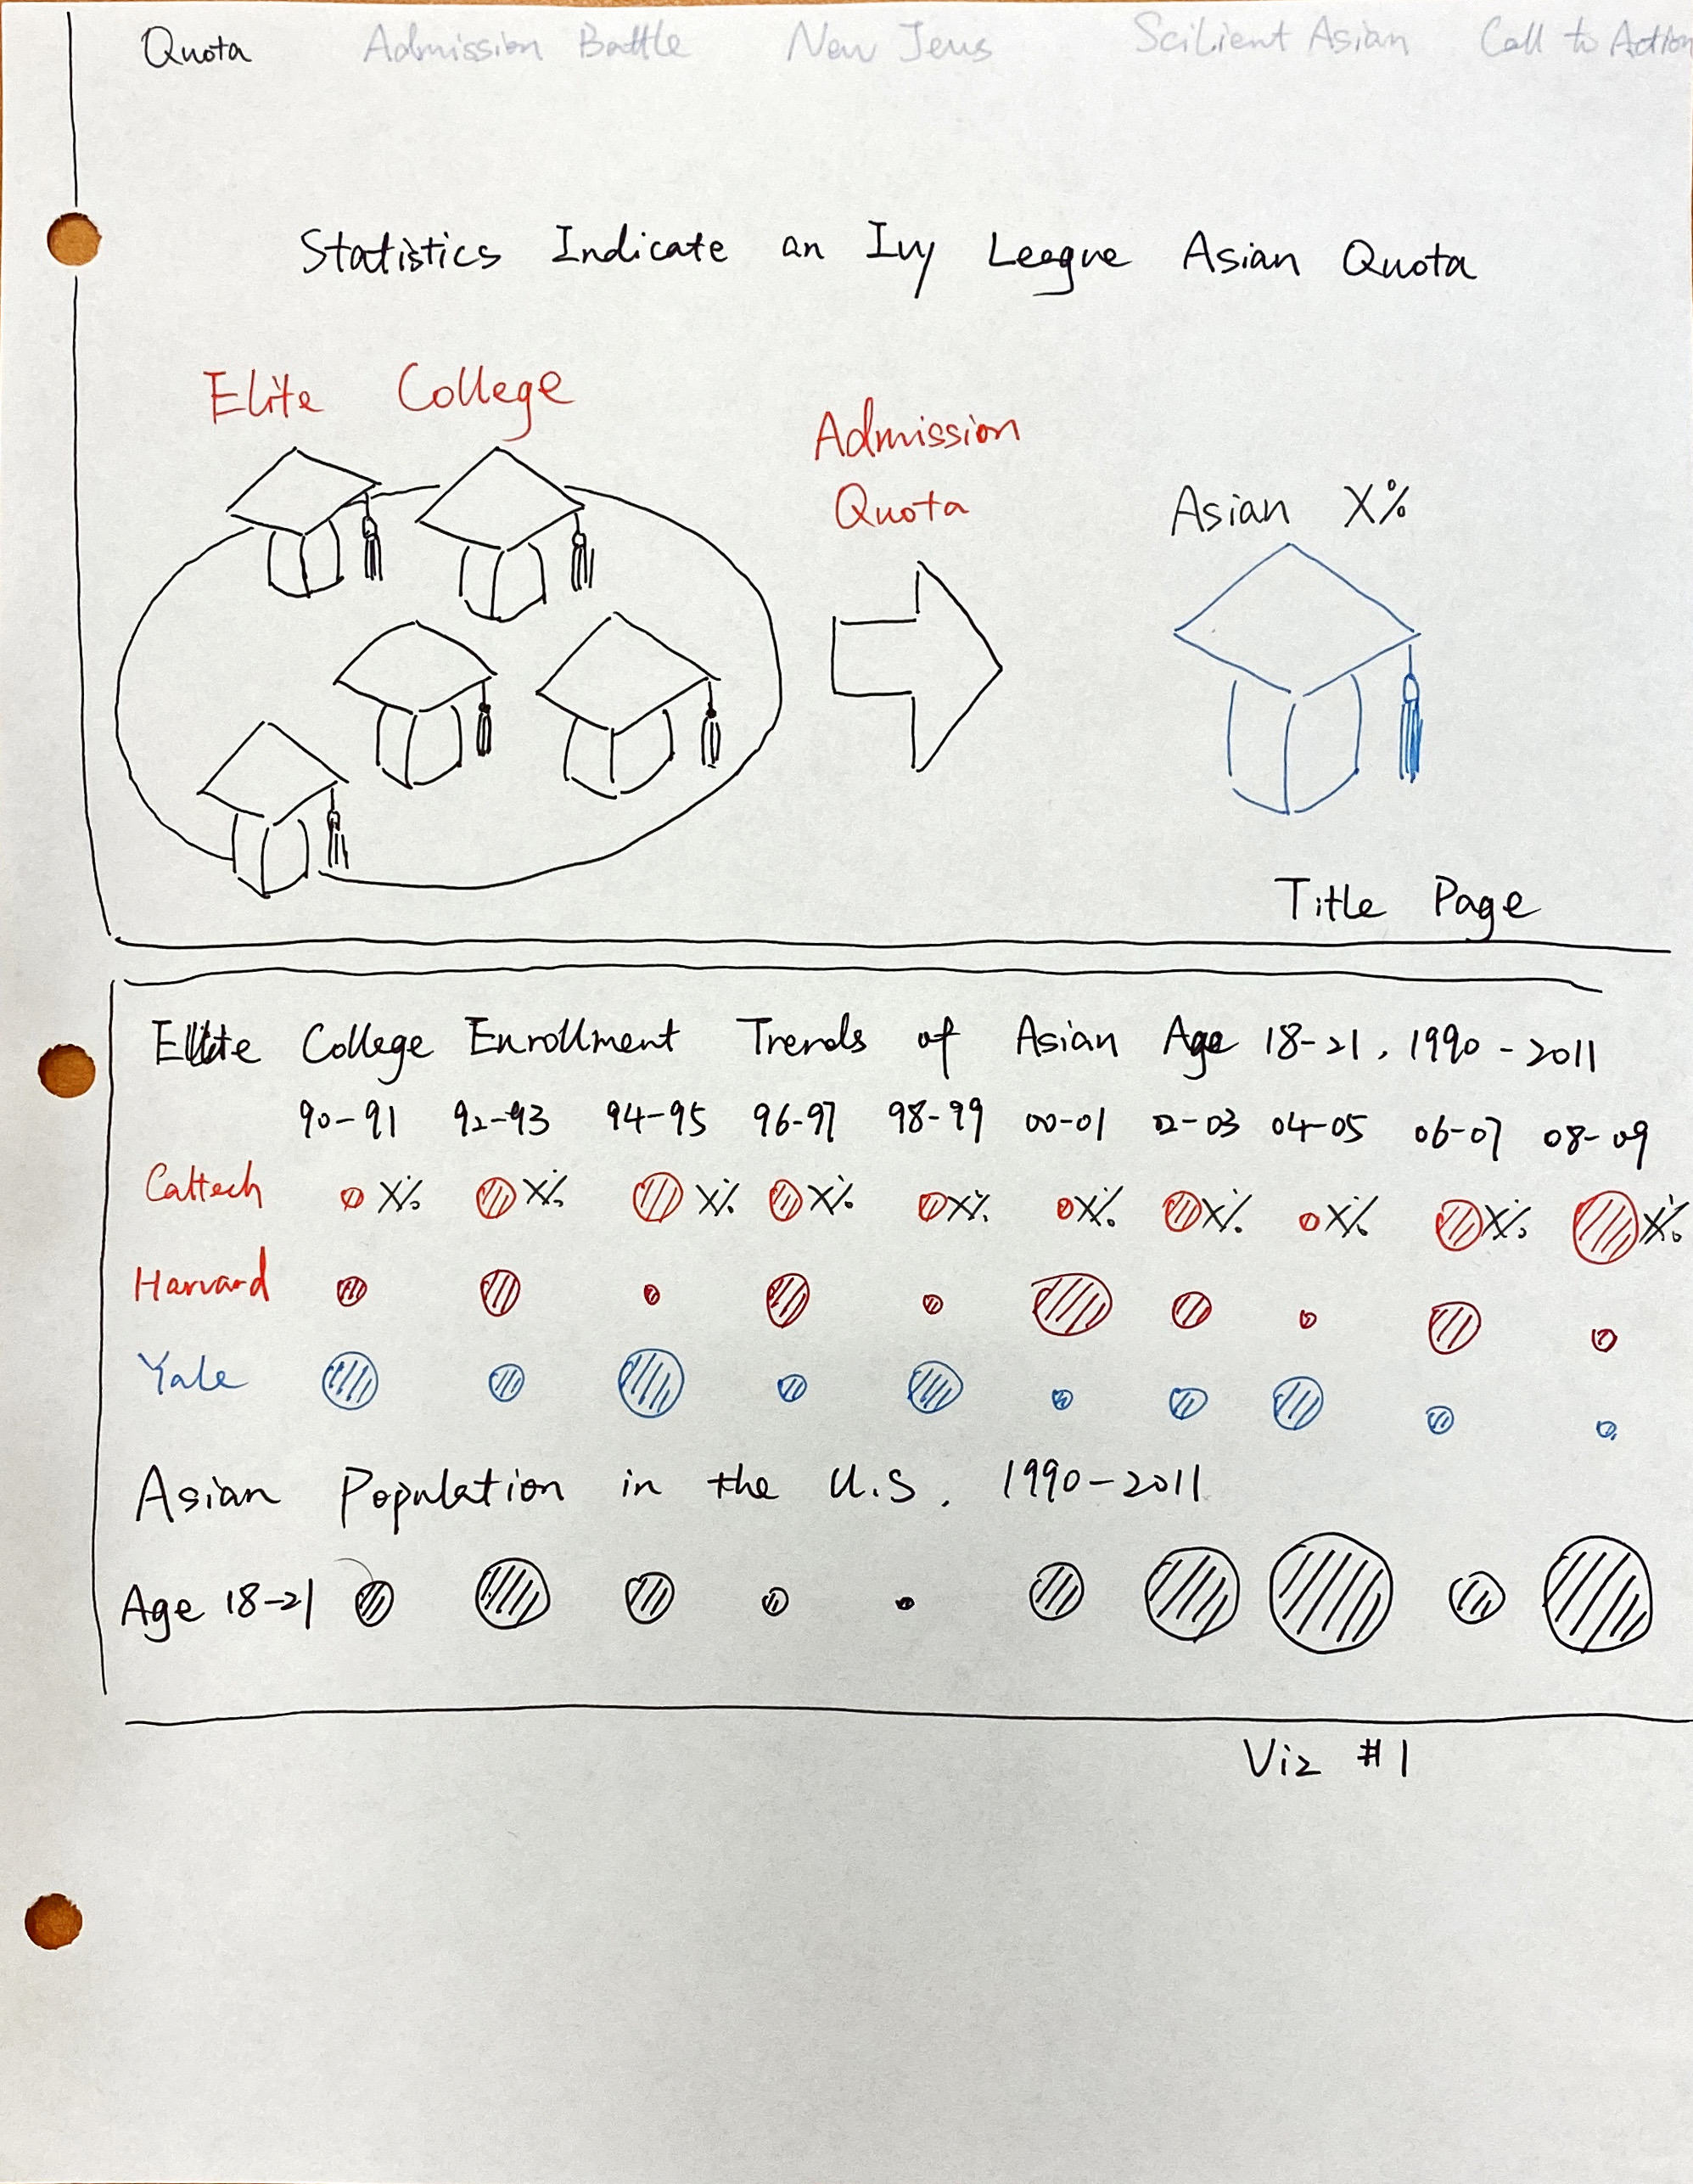 Quota Admission Battle New Jews Scilient Asian Call to Action
Statistics Indicate an Ivy League Asian Quota
Elite College
Admission
Quota
Asian X%
Title Page
Elite College Enrollment Trends of Asian Age 18-21, 1990-2011
90-91 92-93 94-95 96-97 98-99 00-01 02-03 04-05 06-07 08-09
Caltech X% X% X% X% X% X% X% X% X% X%
Harvard
Yale
Asian Population in the U.S. 1990-2011
Age 18-21
Viz #1